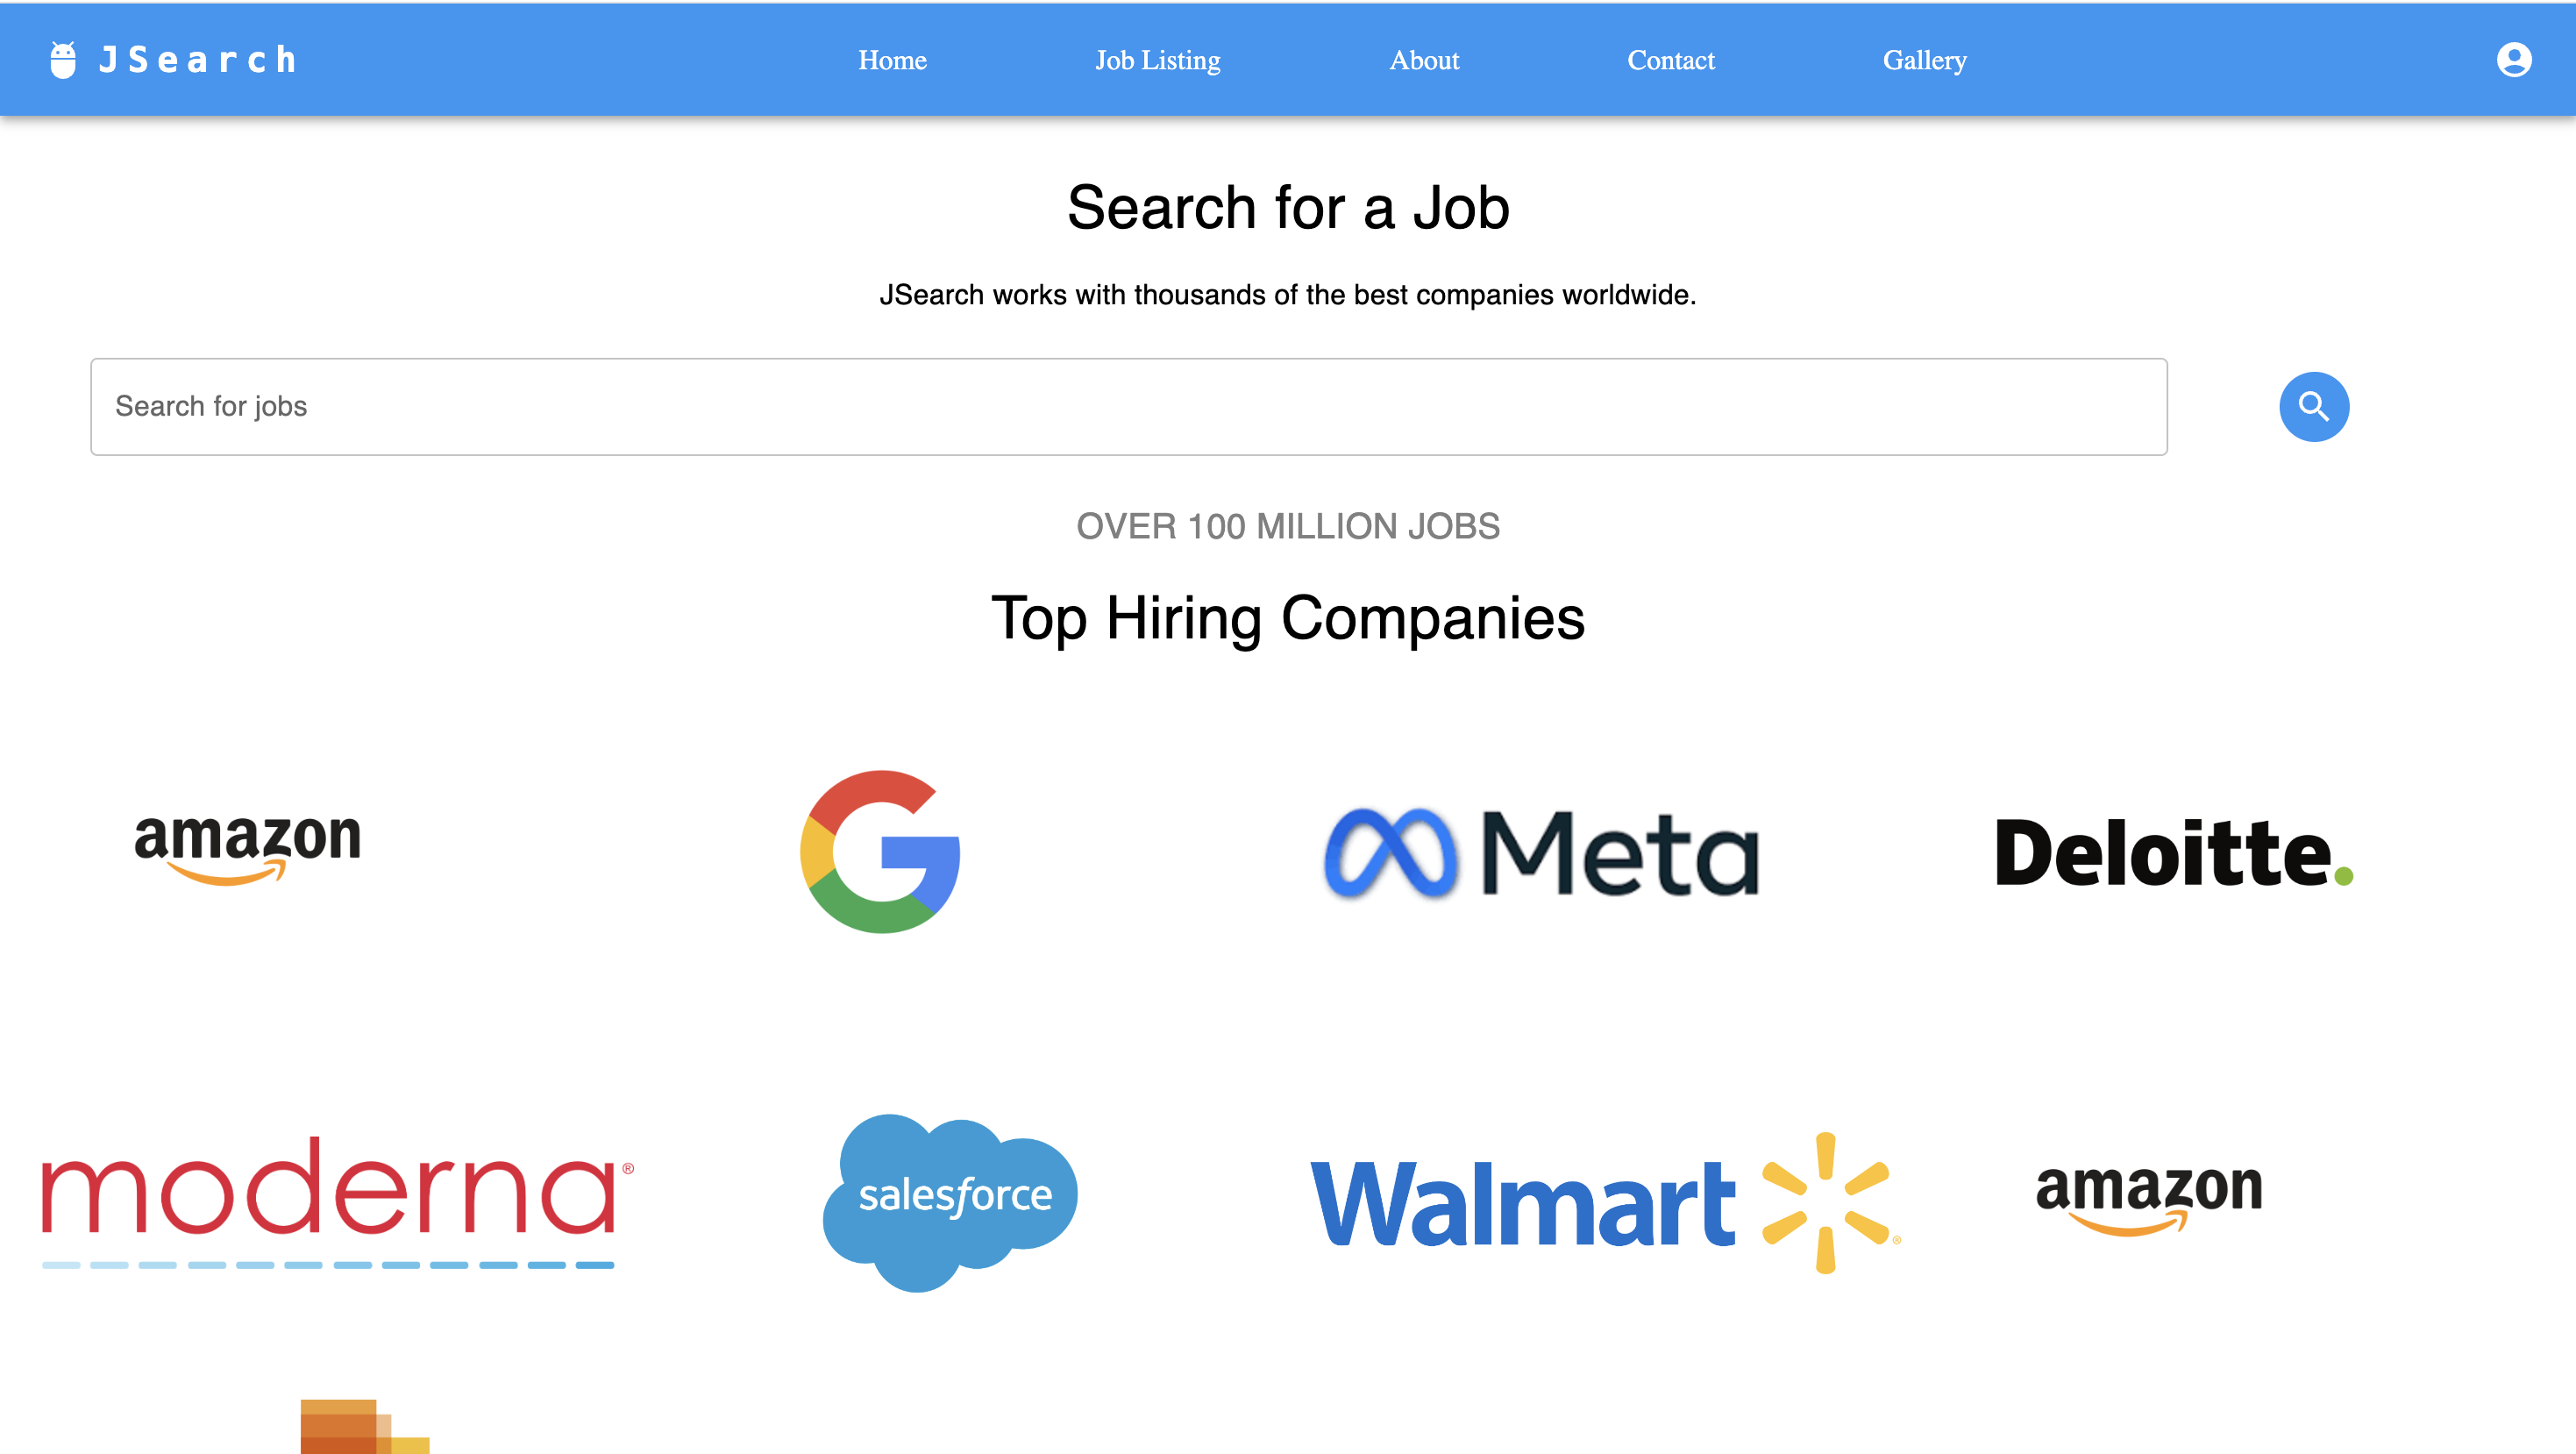 JSearch
Home Job Listing About Contact Gallery
Search for a Job
JSearch works with thousands of the best companies worldwide.
Search for jobs
OVER 100 MILLION JOBS
Top Hiring Companies
amazon
G
Meta
Deloitte.
moderna®
salesforce
Walmart ®
amazon